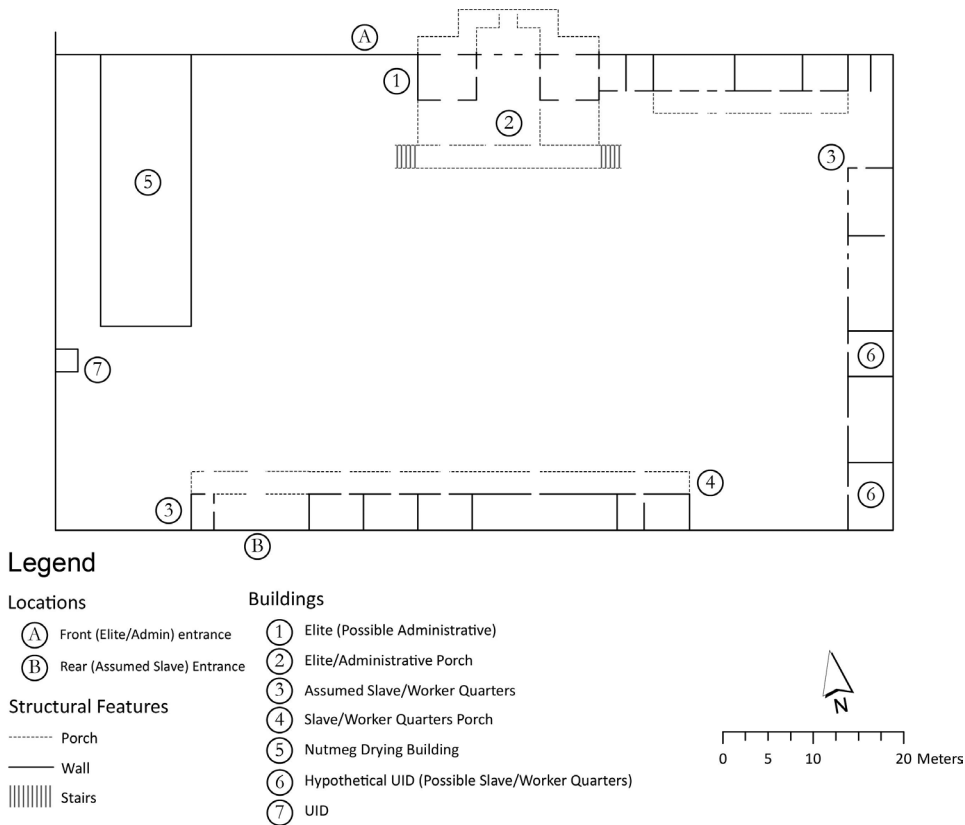 A
1
2
3
5
6
7
3
4
6
B
Legend
Locations
A Front (Elite/Admin) entrance
B Rear (Assumed Slave) Entrance
Structural Features
Porch
Wall
Stairs
Buildings
1 Elite (Possible Administrative)
2 Elite/Administrative Porch
3 Assumed Slave/Worker Quarters
4 Slave/Worker Quarters Porch
5 Nutmeg Drying Building
6 Hypothetical UID (Possible Slave/Worker Quarters)
7 UID
N
0 5 10 20 Meters